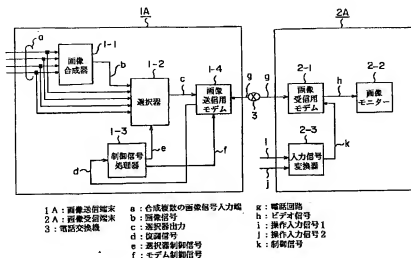 1A
2A
a
1-1
画像
合成器
b
1-2
選択器
c
1-4
画像
送信用
モデム
g
3
g
2-1
画像
受信用
モデム
h
2-2
画像
モニター
1-3
制御信号
処理器
d
e
f
2-3
入力信号
変換器
i
j
k
1A：画像送信端末
2A：画像受信端末
3：電話交換機
a：合成複数の画像信号入力端
b：画像信号
c：選択器出力
d：復調信号
e：選択器制御信号
f：モデム制御信号
g：電話回路
h：ビデオ信号
i：操作入力信号1
j：操作入力信号2
k：制御信号